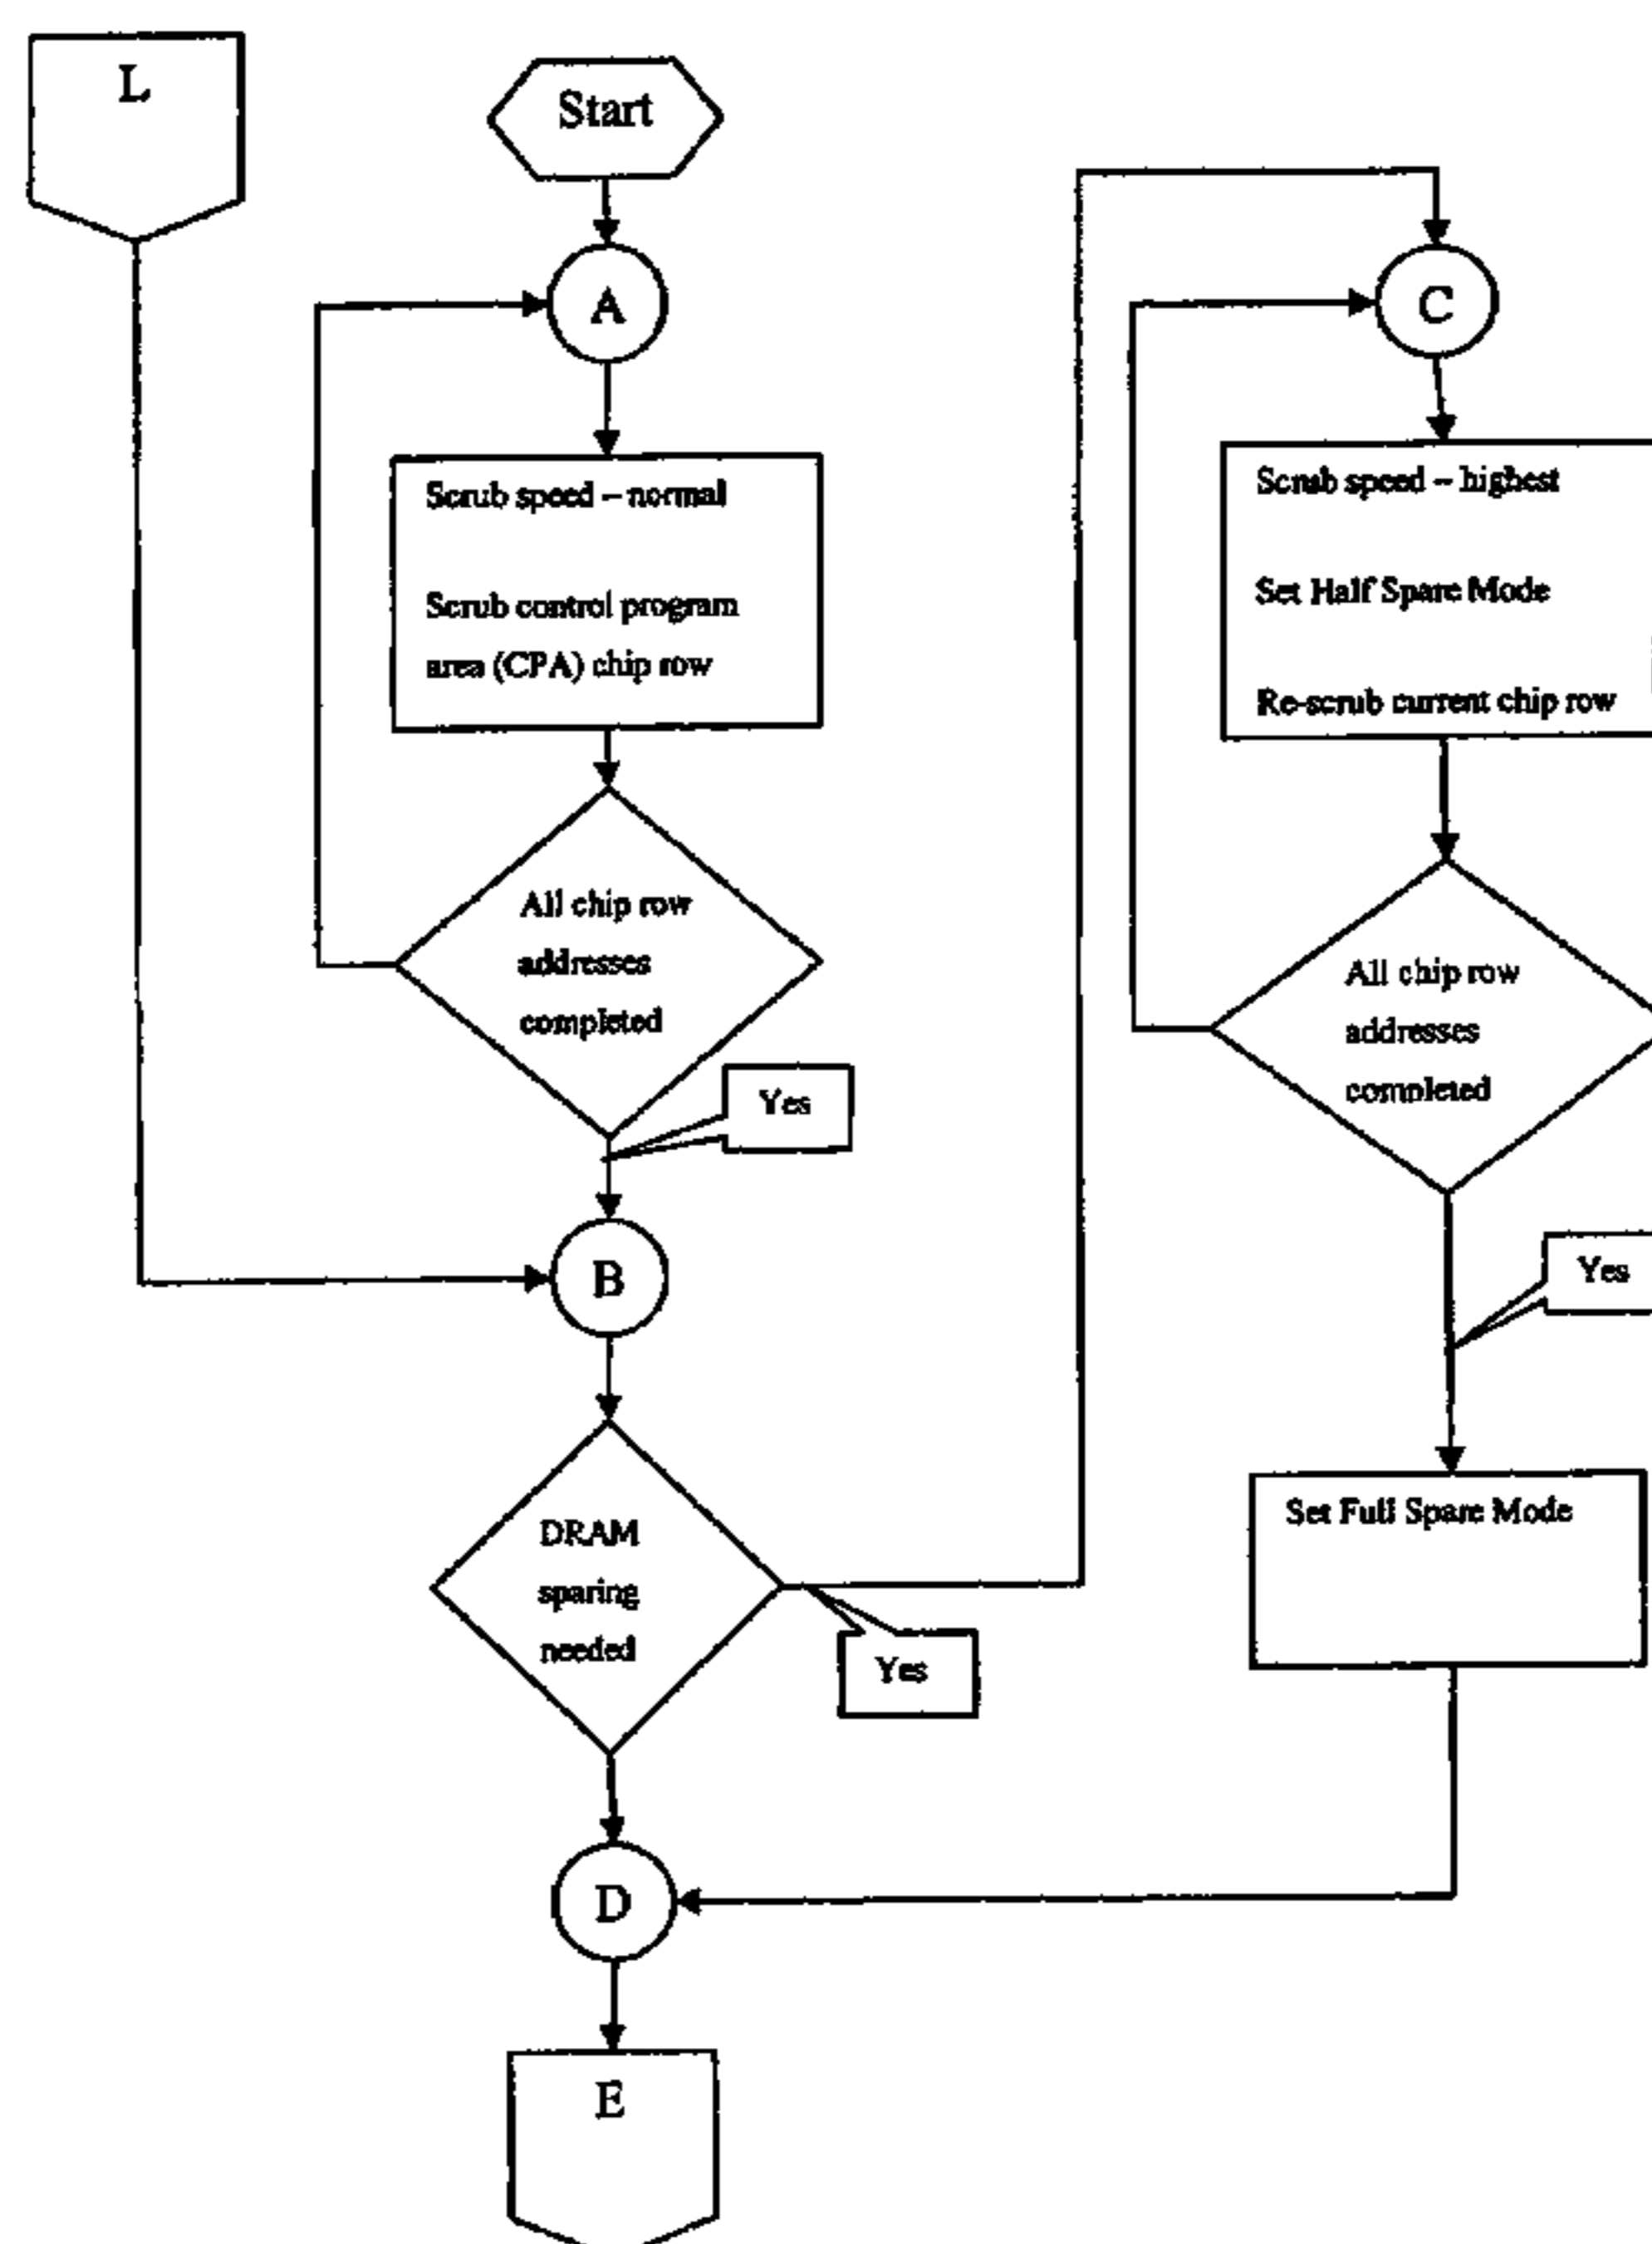 L
Start
A
Scrub speed – normal
Scrub control program
area (CPA) chip row
All chip row
addresses
completed
Yes
B
DRAM
sparing
needed
Yes
D
E
C
Scrub speed – highest
Set Half Spare Mode
Re-scrub current chip row
All chip row
addresses
completed
Yes
Set Full Spare Mode